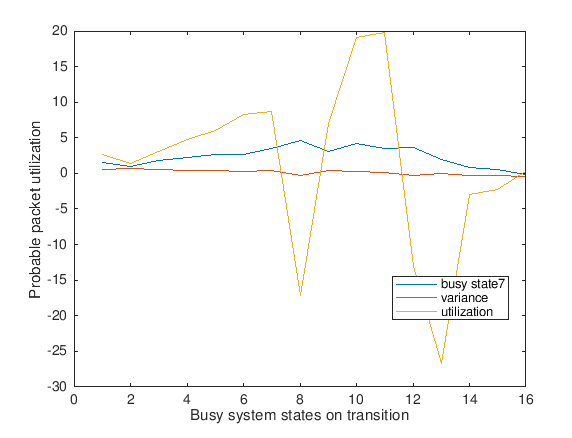 20
15
10
5
0
-5
-10
-15
-20
-25
-30
0 2 4 6 8 10 12 14 16
Probable packet utilization
Busy system states on transition
busy state7
variance
utilization